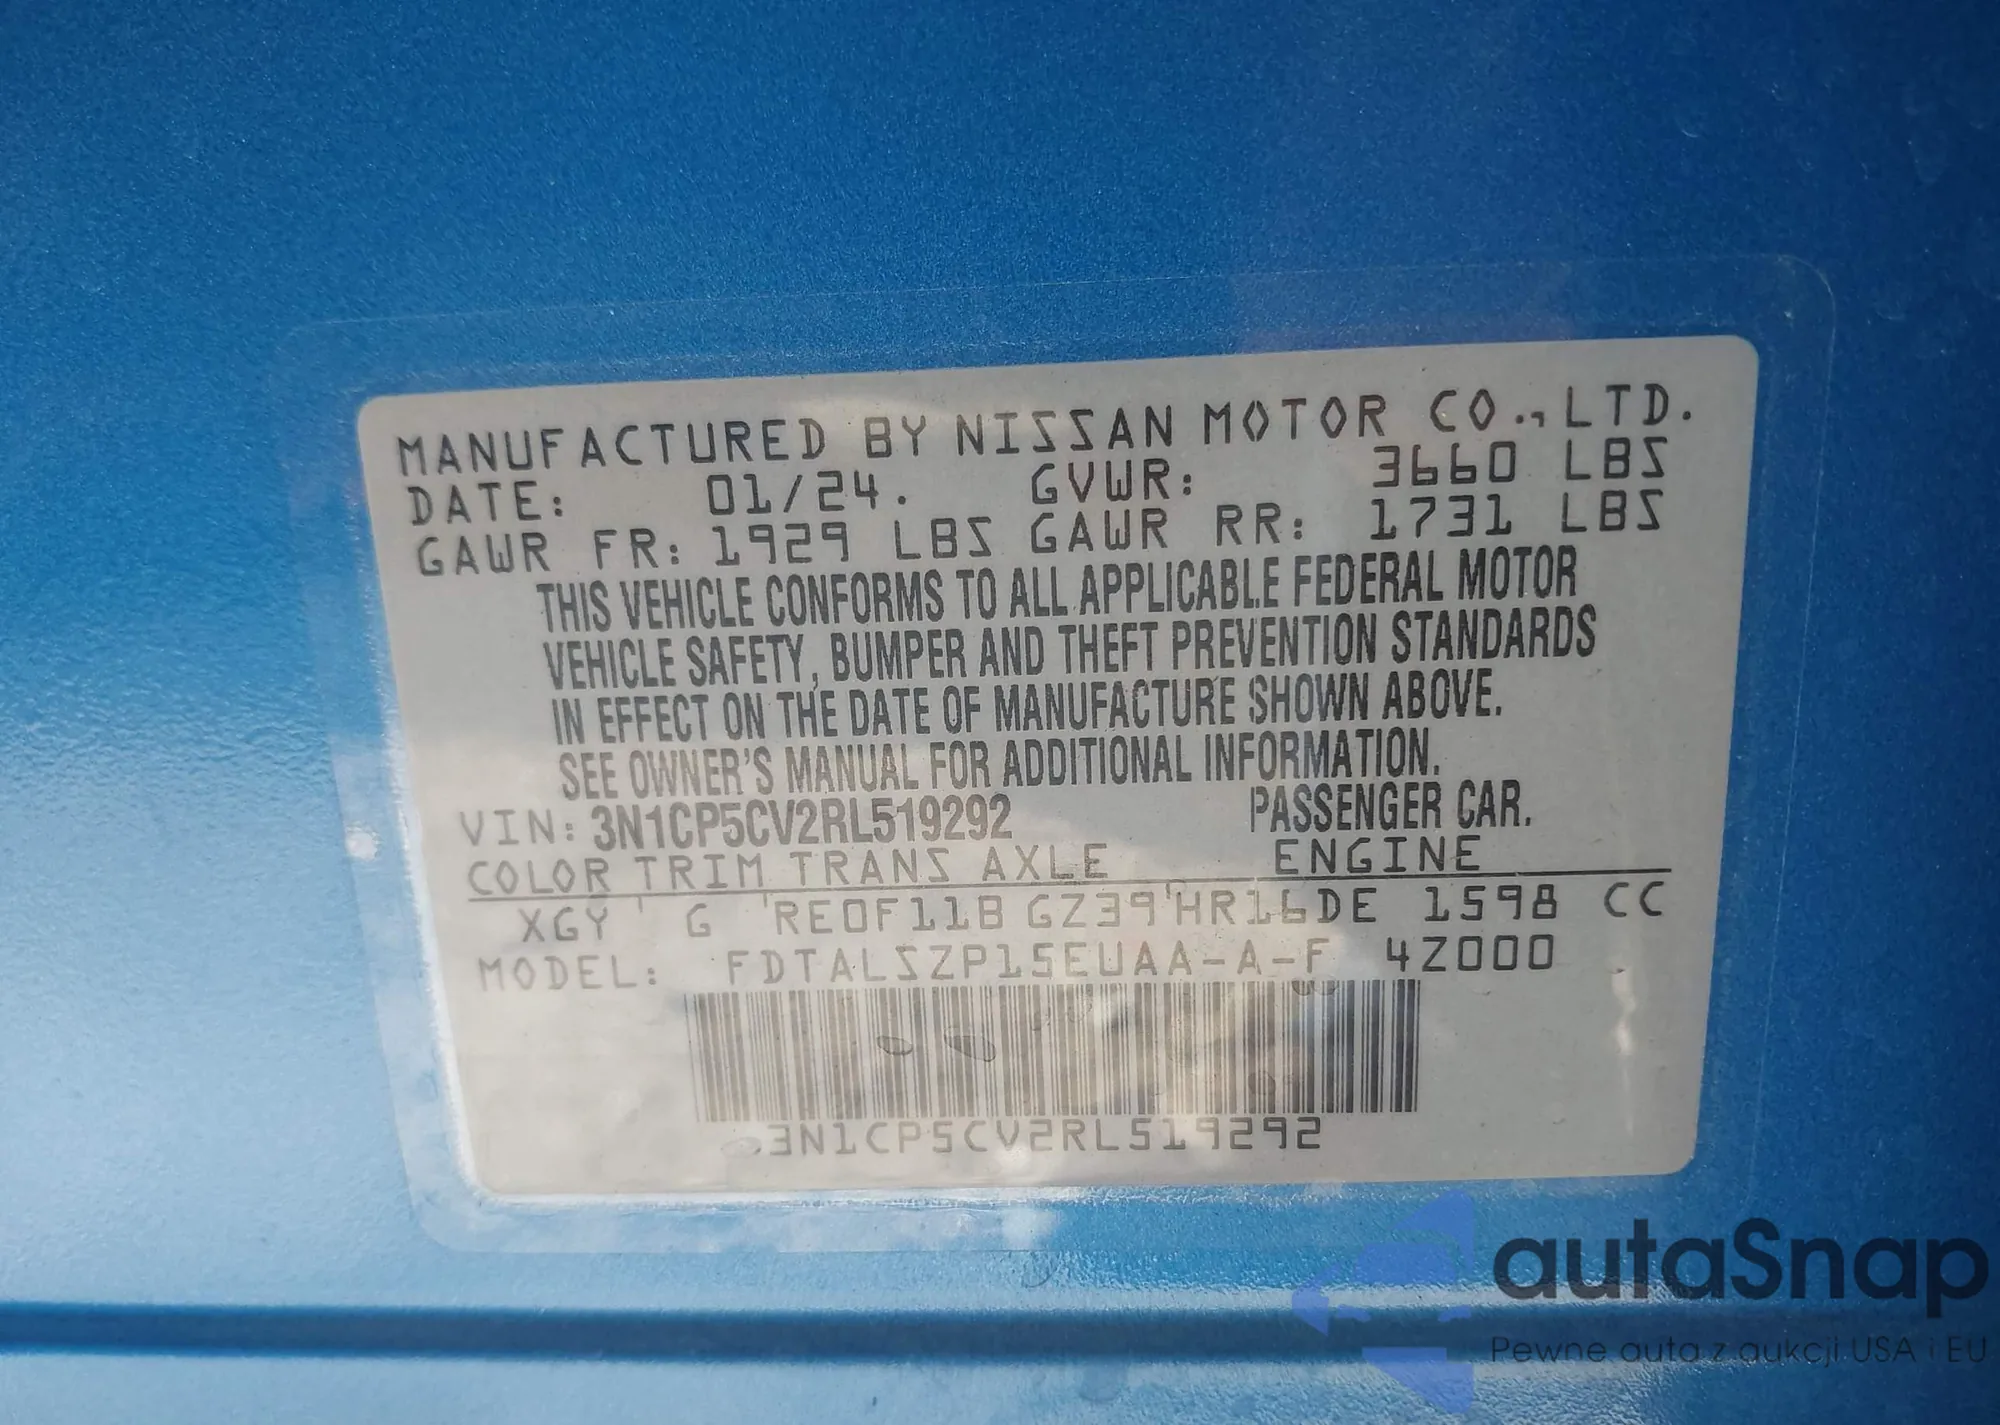 MANUFACTURED BY NISSAN MOTOR CO., LTD.
DATE: 01/24. GVWR: 3660 LBS
GAWR FR: 1929 LBS GAWR RR: 1731 LBS
THIS VEHICLE CONFORMS TO ALL APPLICABLE FEDERAL MOTOR
VEHICLE SAFETY, BUMPER AND THEFT PREVENTION STANDARDS
IN EFFECT ON THE DATE OF MANUFACTURE SHOWN ABOVE.
SEE OWNER'S MANUAL FOR ADDITIONAL INFORMATION.
VIN: 3N1CP5CV2RL519292 PASSENGER CAR.
COLOR TRIM TRANS AXLE ENGINE
XGY ' G 'RE0F11B GZ39'HR16DE 1598 CC
MODEL: FDTALSZP15EUAA-A-F 4Z000
3N1CP5CV2RL519292
autaSnap
Pewne auta z aukcji USA i EU